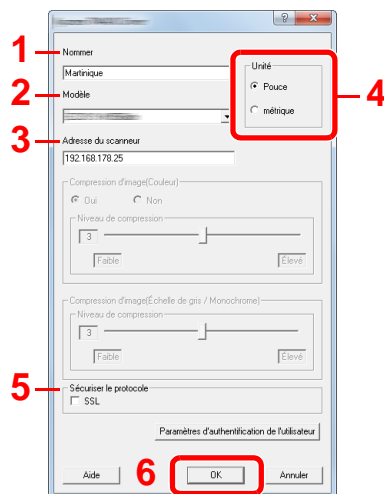 1
Nommer
Martinique
2
Modèle
3
Adresse du scanneur
192.168.178.25
Unité
Pouce
métrique
4
Compression d'image(Couleur)
Oui Non
Niveau de compression
3
Faible Élevé
Compression d'image(Échelle de gris / Monochrome)
Niveau de compression
3
Faible Élevé
5
Sécuriser le protocole
SSL
Paramètres d'authentification de l'utilisateur
Aide
6
OK
Annuler